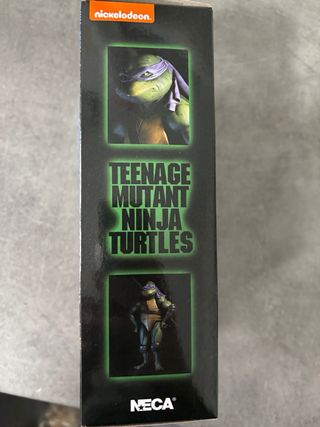 nickelodeon.
TEENAGE
MUTANT
NINJA
TURTLES
NECA®